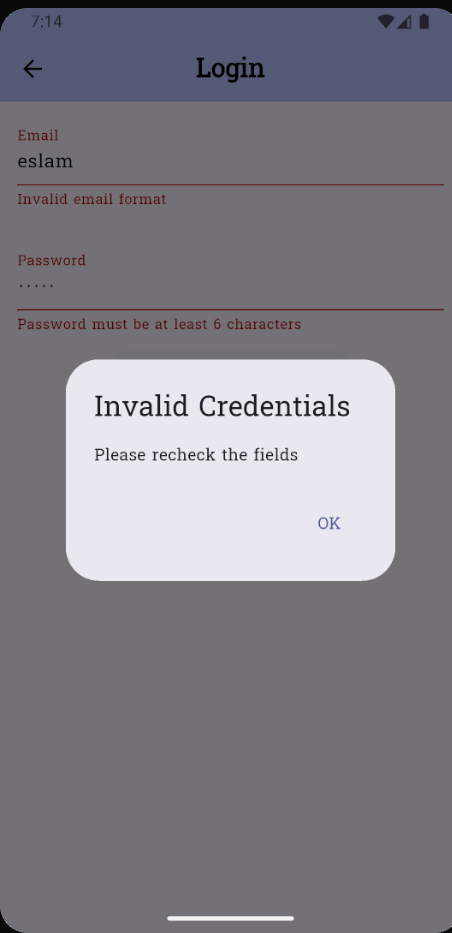 7:14
Login
Email
eslam
Invalid email format
Password
.....
Password must be at least 6 characters
Invalid Credentials
Please recheck the fields
OK